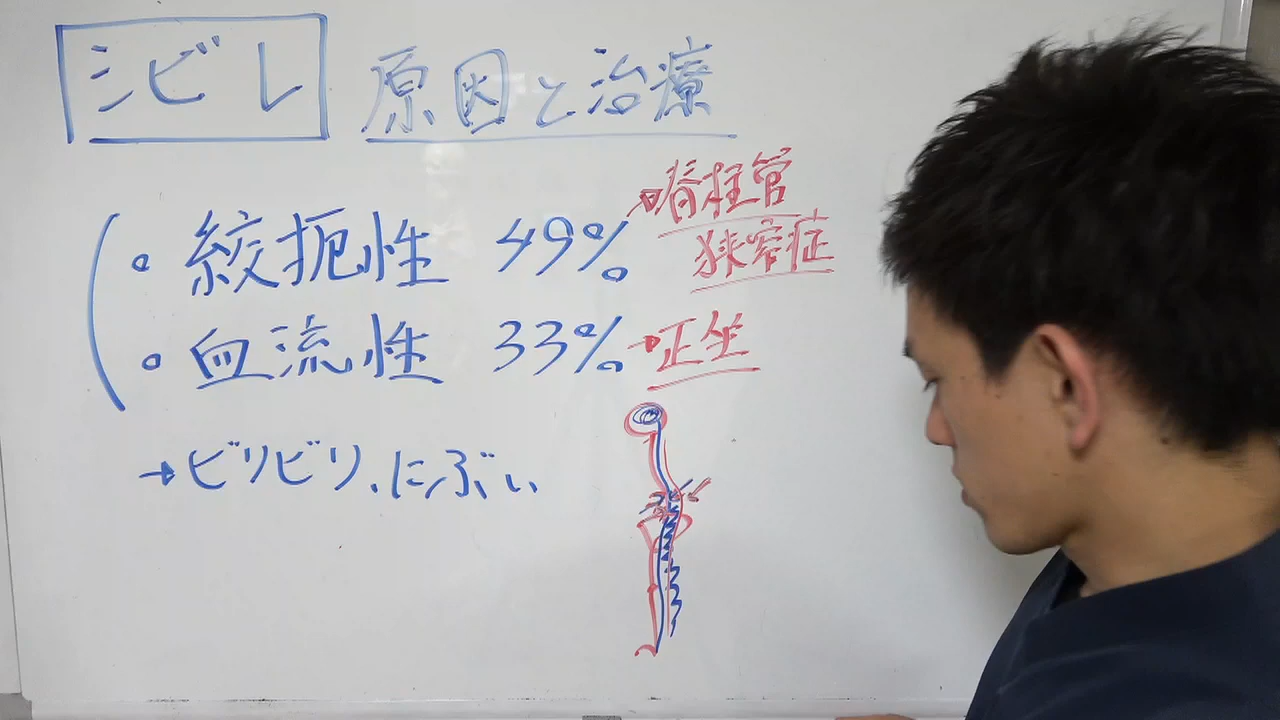 シビレ 原因と治療
・絞扼性 49% →脊柱管
狭窄症
・血流性 33% →正坐
→ビリビリ、にぶい